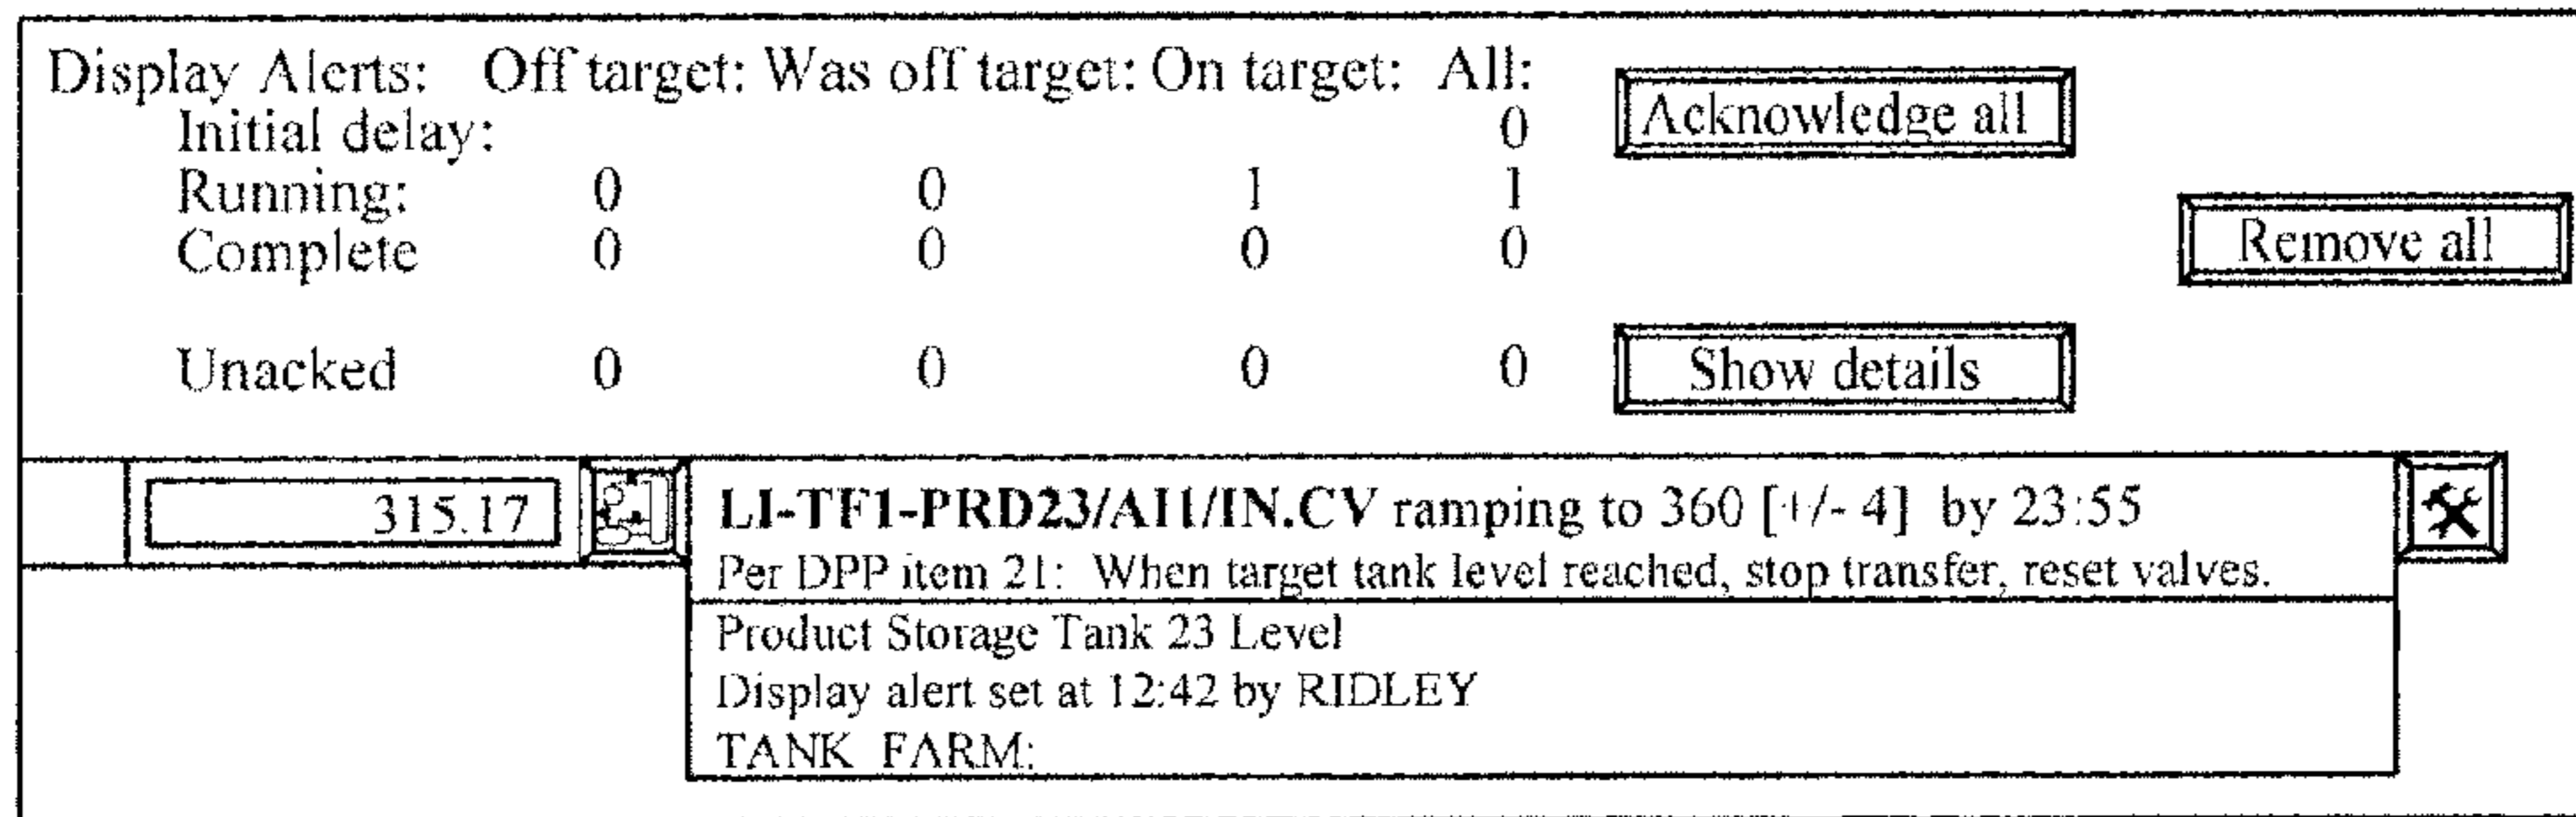 Display Alerts: Off target: Was off target: On target: All:
Initial delay: 0 Acknowledge all
Running: 0 0 1 1
Complete 0 0 0 0 Remove all
Unacked 0 0 0 0 Show details
315.17 LI-TF1-PRD23/AI1/IN.CV ramping to 360 [+/- 4] by 23:55
Per DPP item 21: When target tank level reached, stop transfer, reset valves.
Product Storage Tank 23 Level
Display alert set at 12:42 by RIDLEY
TANK_FARM: